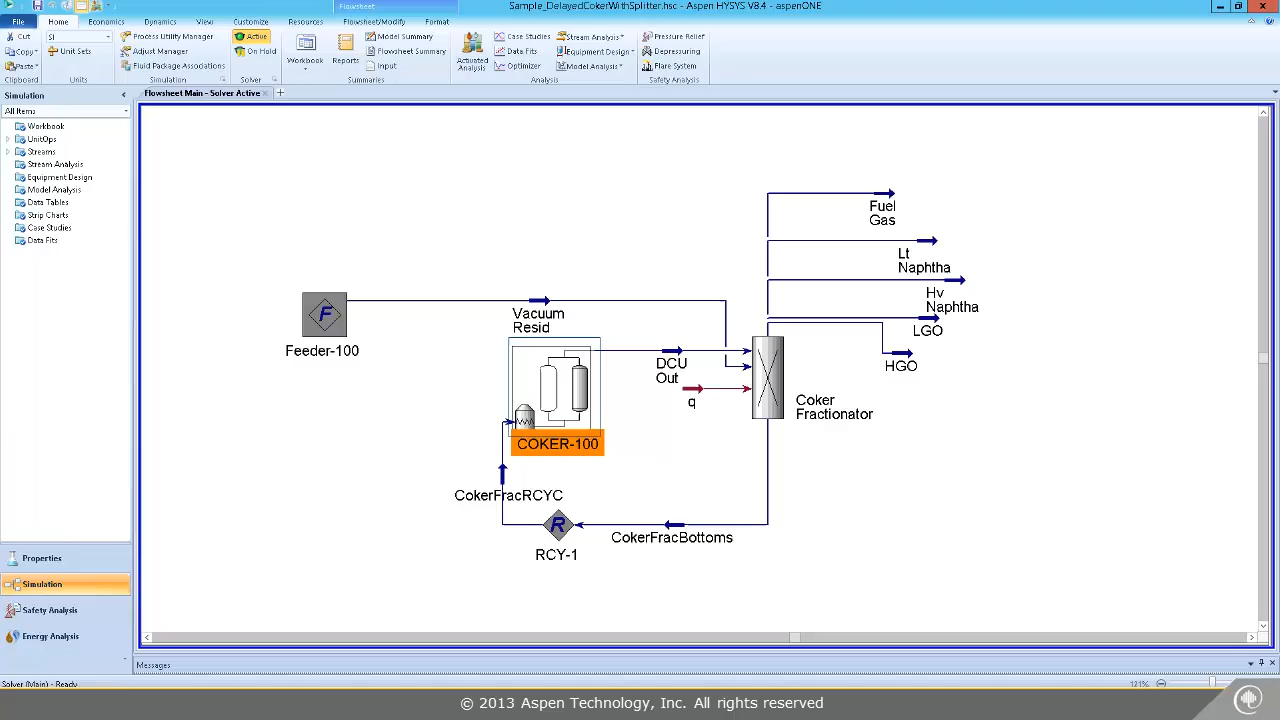 Flowsheet
Sample_DelayedCokerWithSplitter.hsc - Aspen HYSYS V8.4 - aspenONE
File Home Economics Dynamics View Customize Resources Flowsheet/Modify Format
Cut SI Process Utility Manager Active Model Summary Case Studies Stream Analysis Pressure Relief
Copy Unit Sets Adjust Manager On Hold Flowsheet Summary Data Fits Equipment Design Depressuring
Paste Fluid Package Associations Workbook Reports Input Activated Analysis Optimizer Model Analysis Flare System
Clipboard Units Simulation Solver Summaries Analysis Safety Analysis
Simulation
Flowsheet Main - Solver Active
All Items
Workbook
UnitOps
Streams
Stream Analysis
Equipment Design
Model Analysis
Data Tables
Strip Charts
Case Studies
Data Fits
Fuel
Gas
Lt
Naphtha
Hv
Naphtha
LGO
HGO
Vacuum
Resid
F
Feeder-100
DCU
Out
q
Coker
Fractionator
COKER-100
CokerFracRCYC
R
RCY-1
CokerFracBottoms
Properties
Simulation
Safety Analysis
Energy Analysis
Messages
Solver (Main) - Ready
121%
© 2013 Aspen Technology, Inc. All rights reserved